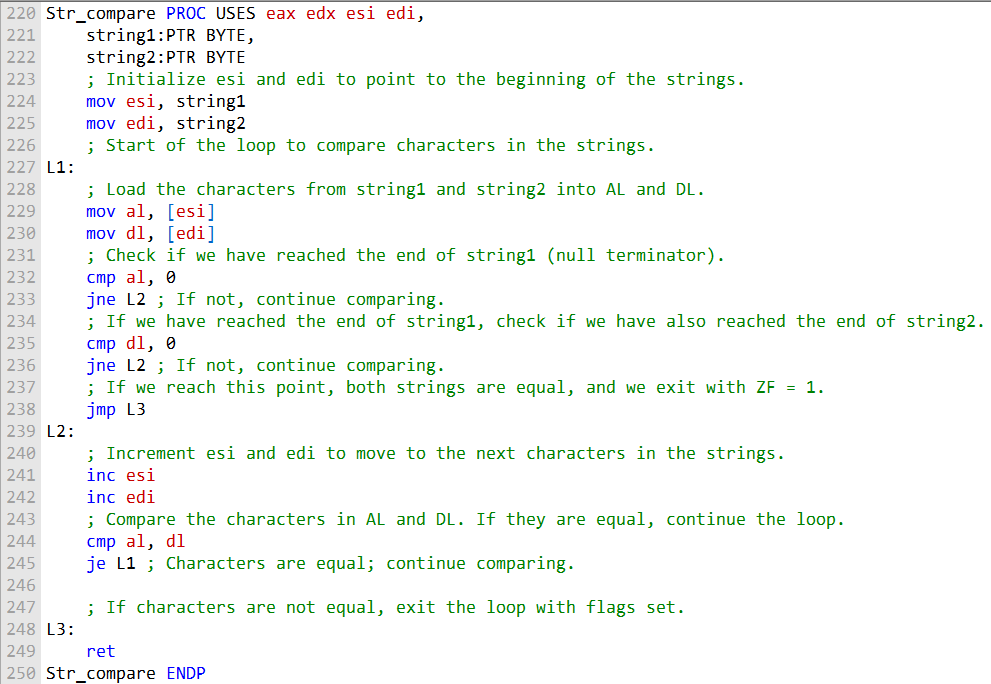 220 Str_compare PROC USES eax edx esi edi,
221     string1:PTR BYTE,
222     string2:PTR BYTE
223     ; Initialize esi and edi to point to the beginning of the strings.
224     mov esi, string1
225     mov edi, string2
226     ; Start of the loop to compare characters in the strings.
227 L1:
228     ; Load the characters from string1 and string2 into AL and DL.
229     mov al, [esi]
230     mov dl, [edi]
231     ; Check if we have reached the end of string1 (null terminator).
232     cmp al, 0
233     jne L2 ; If not, continue comparing.
234     ; If we have reached the end of string1, check if we have also reached the end of string2.
235     cmp dl, 0
236     jne L2 ; If not, continue comparing.
237     ; If we reach this point, both strings are equal, and we exit with ZF = 1.
238     jmp L3
239 L2:
240     ; Increment esi and edi to move to the next characters in the strings.
241     inc esi
242     inc edi
243     ; Compare the characters in AL and DL. If they are equal, continue the loop.
244     cmp al, dl
245     je L1 ; Characters are equal; continue comparing.
246
247     ; If characters are not equal, exit the loop with flags set.
248 L3:
249     ret
250 Str_compare ENDP